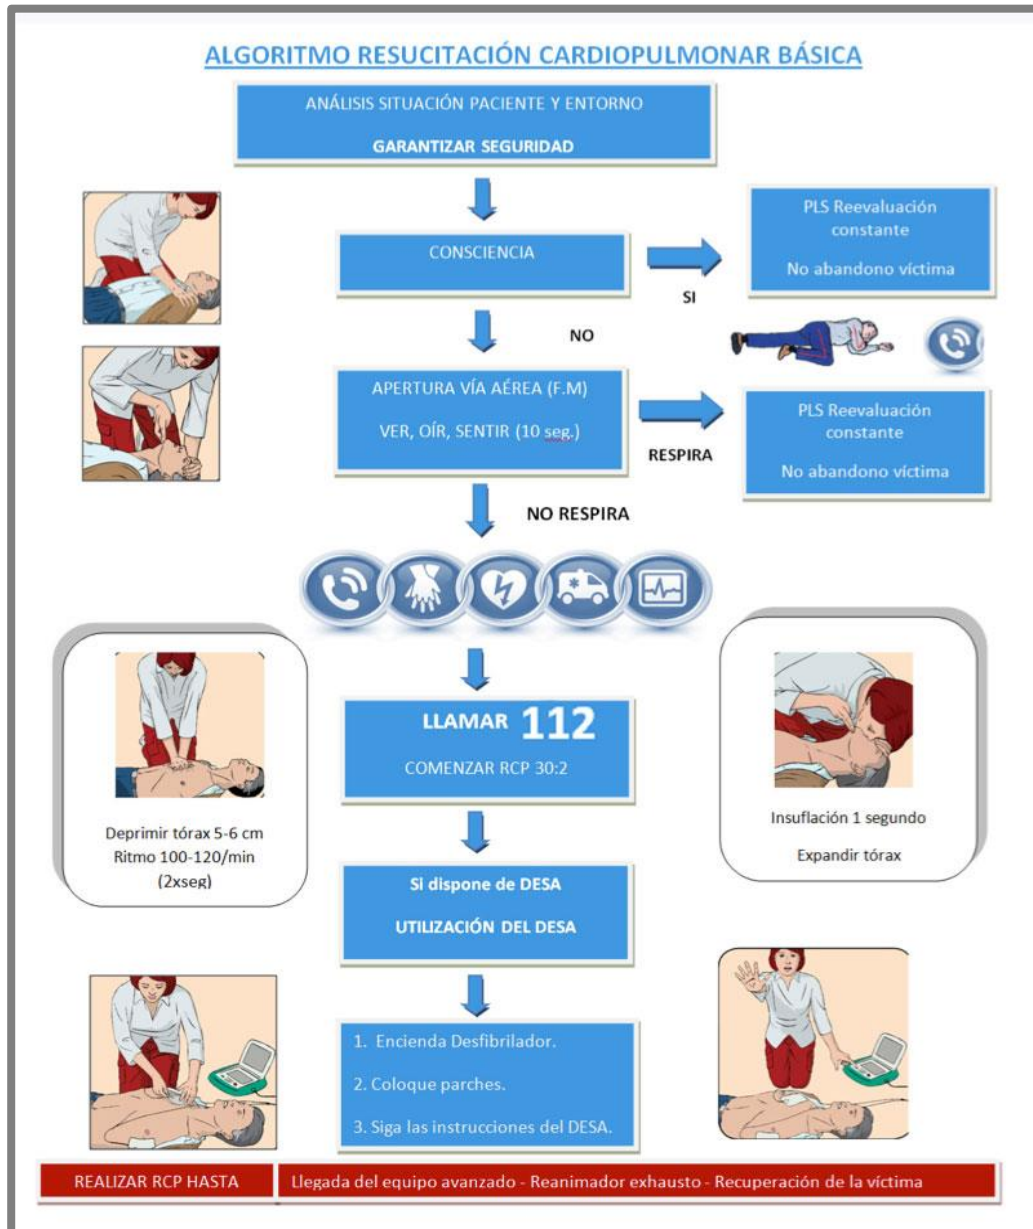 ALGORITMO RESUCITACIÓN CARDIOPULMONAR BÁSICA
ANÁLISIS SITUACIÓN PACIENTE Y ENTORNO
GARANTIZAR SEGURIDAD
CONSCIENCIA
SI
PLS Reevaluación
constante
No abandono víctima
NO
APERTURA VÍA AÉREA (F.M)
VER, OÍR, SENTIR (10 seg.)
RESPIRA
PLS Reevaluación
constante
No abandono víctima
NO RESPIRA
LLAMAR 112
COMENZAR RCP 30:2
Deprimir tórax 5-6 cm
Ritmo 100-120/min
(2xseg)
Insuflación 1 segundo
Expandir tórax
Si dispone de DESA
UTILIZACIÓN DEL DESA
1. Encienda Desfibrilador.
2. Coloque parches.
3. Siga las instrucciones del DESA.
REALIZAR RCP HASTA
Llegada del equipo avanzado - Reanimador exhausto - Recuperación de la víctima